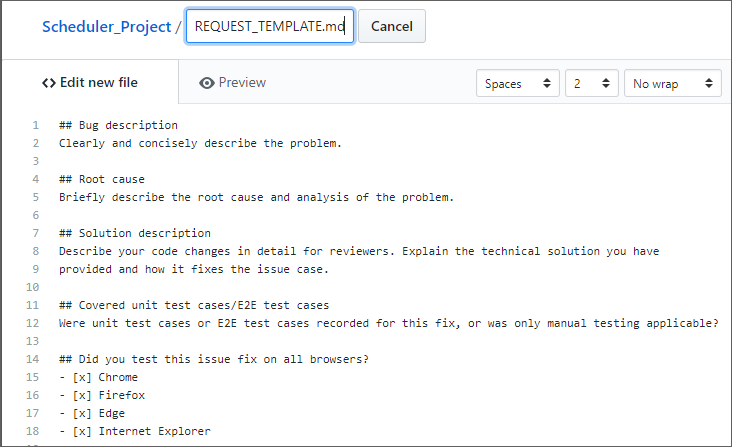 Scheduler_Project / REQUEST_TEMPLATE.md Cancel
<> Edit new file Preview Spaces 2 No wrap
1 ## Bug description
2 Clearly and concisely describe the problem.
3
4 ## Root cause
5 Briefly describe the root cause and analysis of the problem.
6
7 ## Solution description
8 Describe your code changes in detail for reviewers. Explain the technical solution you have
9 provided and how it fixes the issue case.
10
11 ## Covered unit test cases/E2E test cases
12 Were unit test cases or E2E test cases recorded for this fix, or was only manual testing applicable?
13
14 ## Did you test this issue fix on all browsers?
15 - [x] Chrome
16 - [x] Firefox
17 - [x] Edge
18 - [x] Internet Explorer